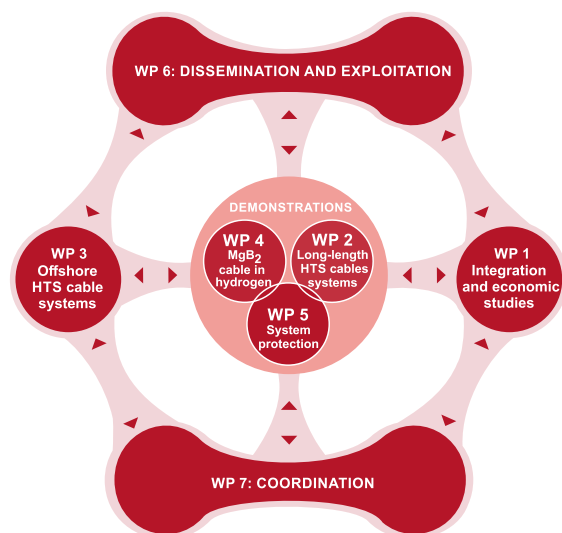 WP 6: DISSEMINATION AND EXPLOITATION
DEMONSTRATIONS
WP 4
MgB2
cable in
hydrogen
WP 2
Long-length
HTS cables
systems
WP 5
System
protection
WP 3
Offshore
HTS cable
systems
WP 1
Integration
and economic
studies
WP 7: COORDINATION